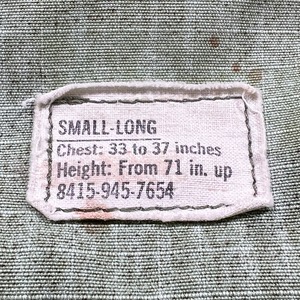 SMALL-LONG
Chest: 33 to 37 inches
Height: From 71 in. up
8415-945-7654